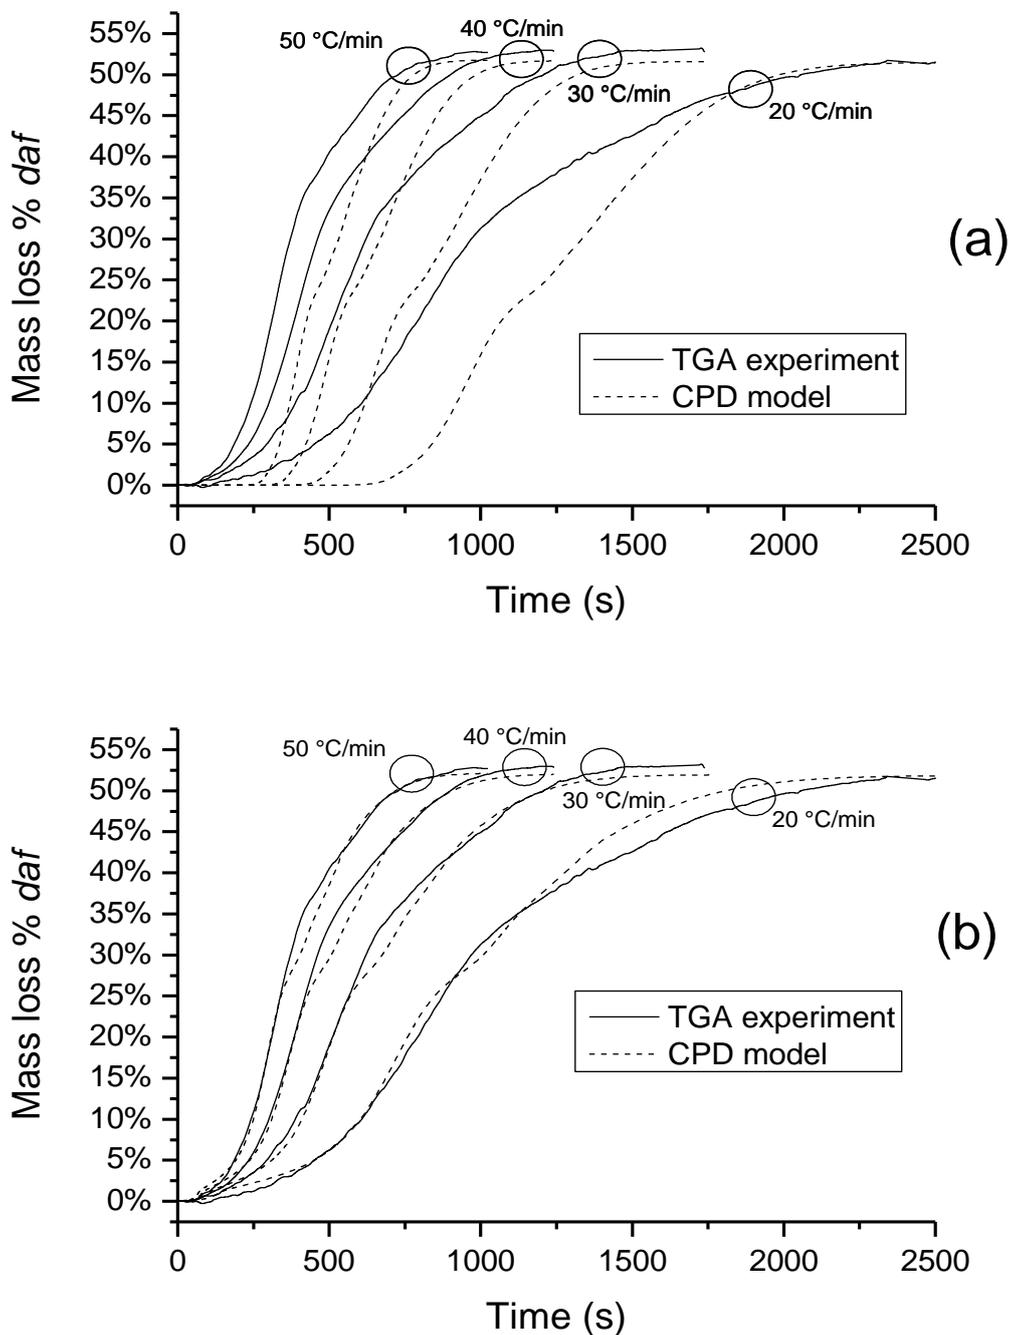 55%
50%
45%
40%
35%
30%
25%
20%
15%
10%
5%
0%
Mass loss % daf
50 °C/min
40 °C/min
30 °C/min
20 °C/min
(a)
TGA experiment
CPD model
0 500 1000 1500 2000 2500
Time (s)
55%
50%
45%
40%
35%
30%
25%
20%
15%
10%
5%
0%
Mass loss % daf
50 °C/min
40 °C/min
30 °C/min
20 °C/min
(b)
TGA experiment
CPD model
0 500 1000 1500 2000 2500
Time (s)